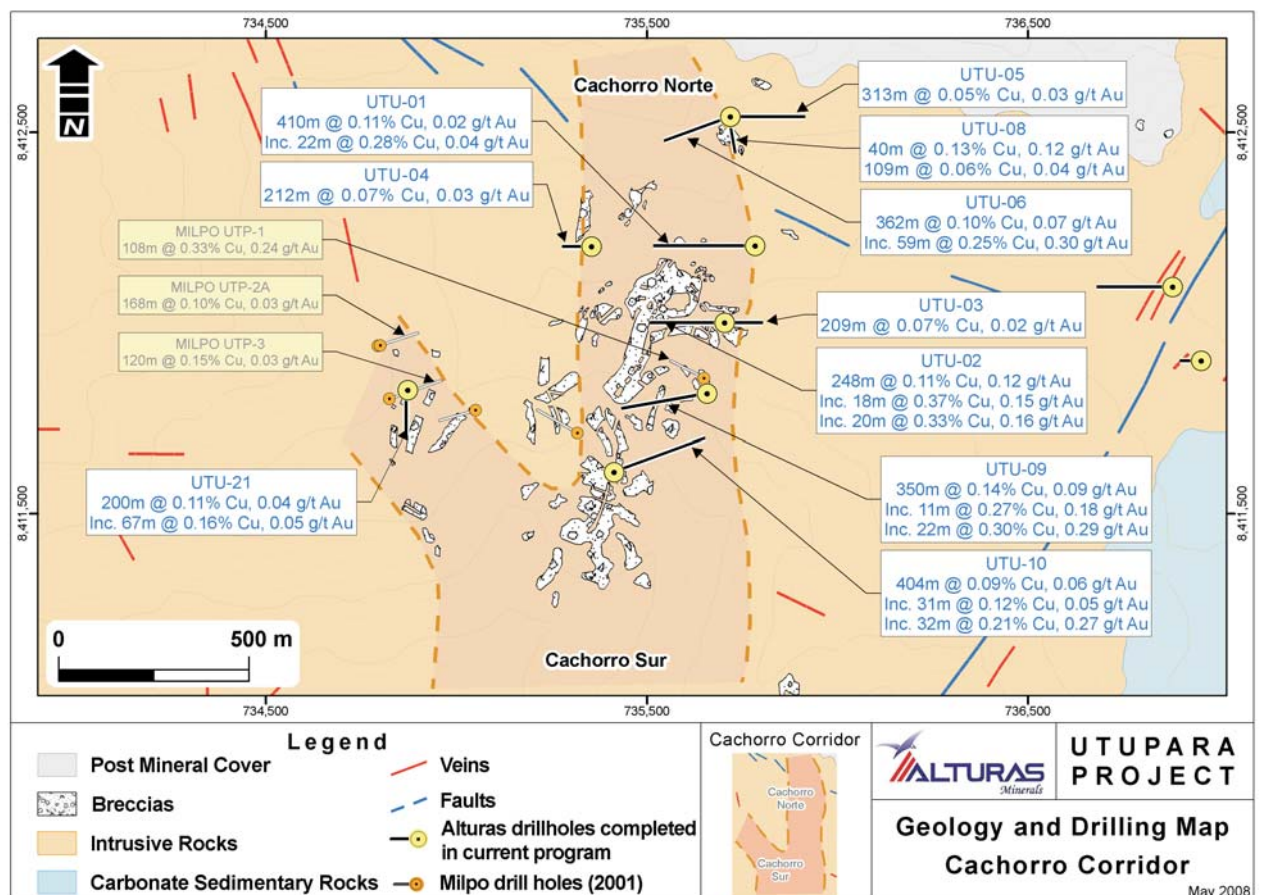 734,500
735,500
736,500
8,412,500
8,411,500
N
Cachorro Norte
UTU-05
313m @ 0.05% Cu, 0.03 g/t Au
UTU-01
410m @ 0.11% Cu, 0.02 g/t Au
Inc. 22m @ 0.28% Cu, 0.04 g/t Au
UTU-08
40m @ 0.13% Cu, 0.12 g/t Au
109m @ 0.06% Cu, 0.04 g/t Au
UTU-04
212m @ 0.07% Cu, 0.03 g/t Au
UTU-06
362m @ 0.10% Cu, 0.07 g/t Au
Inc. 59m @ 0.25% Cu, 0.30 g/t Au
MILPO UTP-1
108m @ 0.33% Cu, 0.24 g/t Au
MILPO UTP-2A
168m @ 0.10% Cu, 0.03 g/t Au
UTU-03
209m @ 0.07% Cu, 0.02 g/t Au
MILPO UTP-3
120m @ 0.15% Cu, 0.03 g/t Au
UTU-02
248m @ 0.11% Cu, 0.12 g/t Au
Inc. 18m @ 0.37% Cu, 0.15 g/t Au
Inc. 20m @ 0.33% Cu, 0.16 g/t Au
UTU-21
200m @ 0.11% Cu, 0.04 g/t Au
Inc. 67m @ 0.16% Cu, 0.05 g/t Au
UTU-09
350m @ 0.14% Cu, 0.09 g/t Au
Inc. 11m @ 0.27% Cu, 0.18 g/t Au
Inc. 22m @ 0.30% Cu, 0.29 g/t Au
UTU-10
404m @ 0.09% Cu, 0.06 g/t Au
Inc. 31m @ 0.12% Cu, 0.05 g/t Au
Inc. 32m @ 0.21% Cu, 0.27 g/t Au
0 500 m
Cachorro Sur
8,412,500
8,411,500
734,500
735,500
736,500
Legend
Post Mineral Cover
Breccias
Intrusive Rocks
Carbonate Sedimentary Rocks
Veins
Faults
Alturas drillholes completed
in current program
Milpo drill holes (2001)
Cachorro Corridor
Cachorro
Norte
Cachorro
Sur
ALTURAS
Minerals
UTUPARA
PROJECT
Geology and Drilling Map
Cachorro Corridor
May 2008